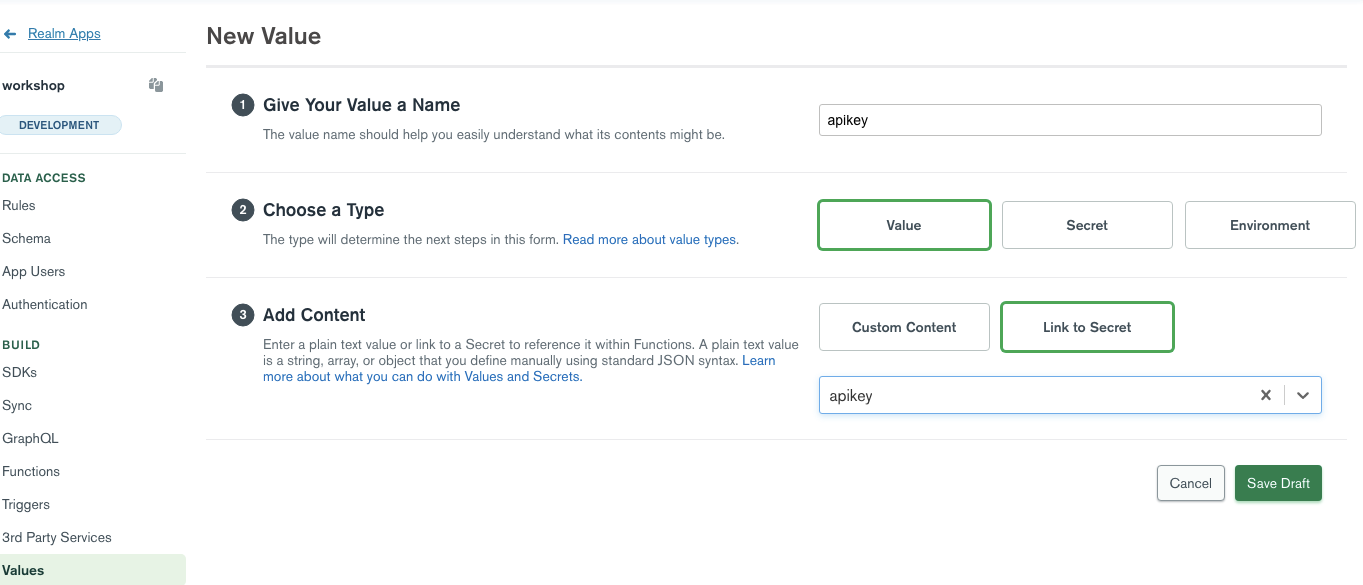 Realm Apps
workshop
DEVELOPMENT
DATA ACCESS
Rules
Schema
App Users
Authentication
BUILD
SDKs
Sync
GraphQL
Functions
Triggers
3rd Party Services
Values
New Value
1 Give Your Value a Name
The value name should help you easily understand what its contents might be.
apikey
2 Choose a Type
The type will determine the next steps in this form. Read more about value types.
Value Secret Environment
3 Add Content
Enter a plain text value or link to a Secret to reference it within Functions. A plain text value
is a string, array, or object that you define manually using standard JSON syntax. Learn
more about what you can do with Values and Secrets.
Custom Content Link to Secret
apikey
Cancel Save Draft